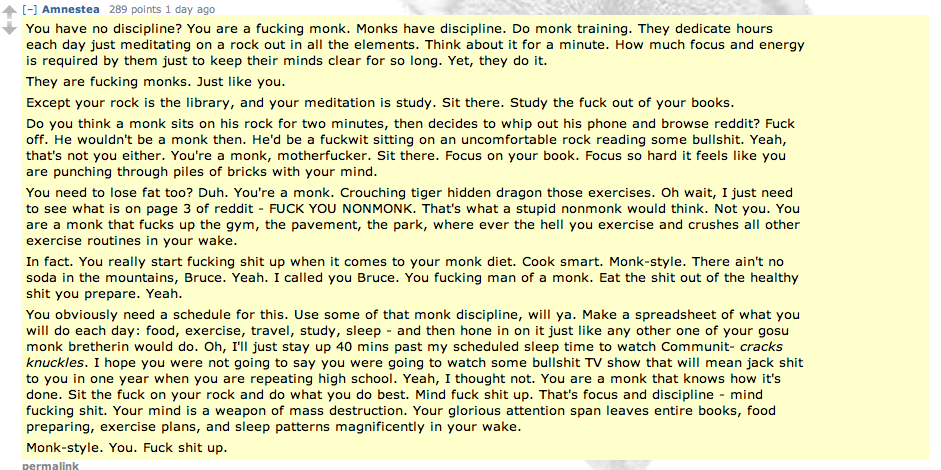 [–] Amnestea 289 points 1 day ago
You have no discipline? You are a fucking monk. Monks have discipline. Do monk training. They dedicate hours
each day just meditating on a rock out in all the elements. Think about it for a minute. How much focus and energy
is required by them just to keep their minds clear for so long. Yet, they do it.
They are fucking monks. Just like you.
Except your rock is the library, and your meditation is study. Sit there. Study the fuck out of your books.
Do you think a monk sits on his rock for two minutes, then decides to whip out his phone and browse reddit? Fuck
off. He wouldn't be a monk then. He'd be a fuckwit sitting on an uncomfortable rock reading some bullshit. Yeah,
that's not you either. You're a monk, motherfucker. Sit there. Focus on your book. Focus so hard it feels like you
are punching through piles of bricks with your mind.
You need to lose fat too? Duh. You're a monk. Crouching tiger hidden dragon those exercises. Oh wait, I just need
to see what is on page 3 of reddit - FUCK YOU NONMONK. That's what a stupid nonmonk would think. Not you. You
are a monk that fucks up the gym, the pavement, the park, where ever the hell you exercise and crushes all other
exercise routines in your wake.
In fact. You really start fucking shit up when it comes to your monk diet. Cook smart. Monk-style. There ain't no
soda in the mountains, Bruce. Yeah. I called you Bruce. You fucking man of a monk. Eat the shit out of the healthy
shit you prepare. Yeah.
You obviously need a schedule for this. Use some of that monk discipline, will ya. Make a spreadsheet of what you
will do each day: food, exercise, travel, study, sleep - and then hone in on it just like any other one of your gosu
monk bretherin would do. Oh, I'll just stay up 40 mins past my scheduled sleep time to watch Communit- cracks
knuckles. I hope you were not going to say you were going to watch some bullshit TV show that will mean jack shit
to you in one year when you are repeating high school. Yeah, I thought not. You are a monk that knows how it's
done. Sit the fuck on your rock and do what you do best. Mind fuck shit up. That's focus and discipline - mind
fucking shit. Your mind is a weapon of mass destruction. Your glorious attention span leaves entire books, food
preparing, exercise plans, and sleep patterns magnificently in your wake.
Monk-style. You. Fuck shit up.
permalink